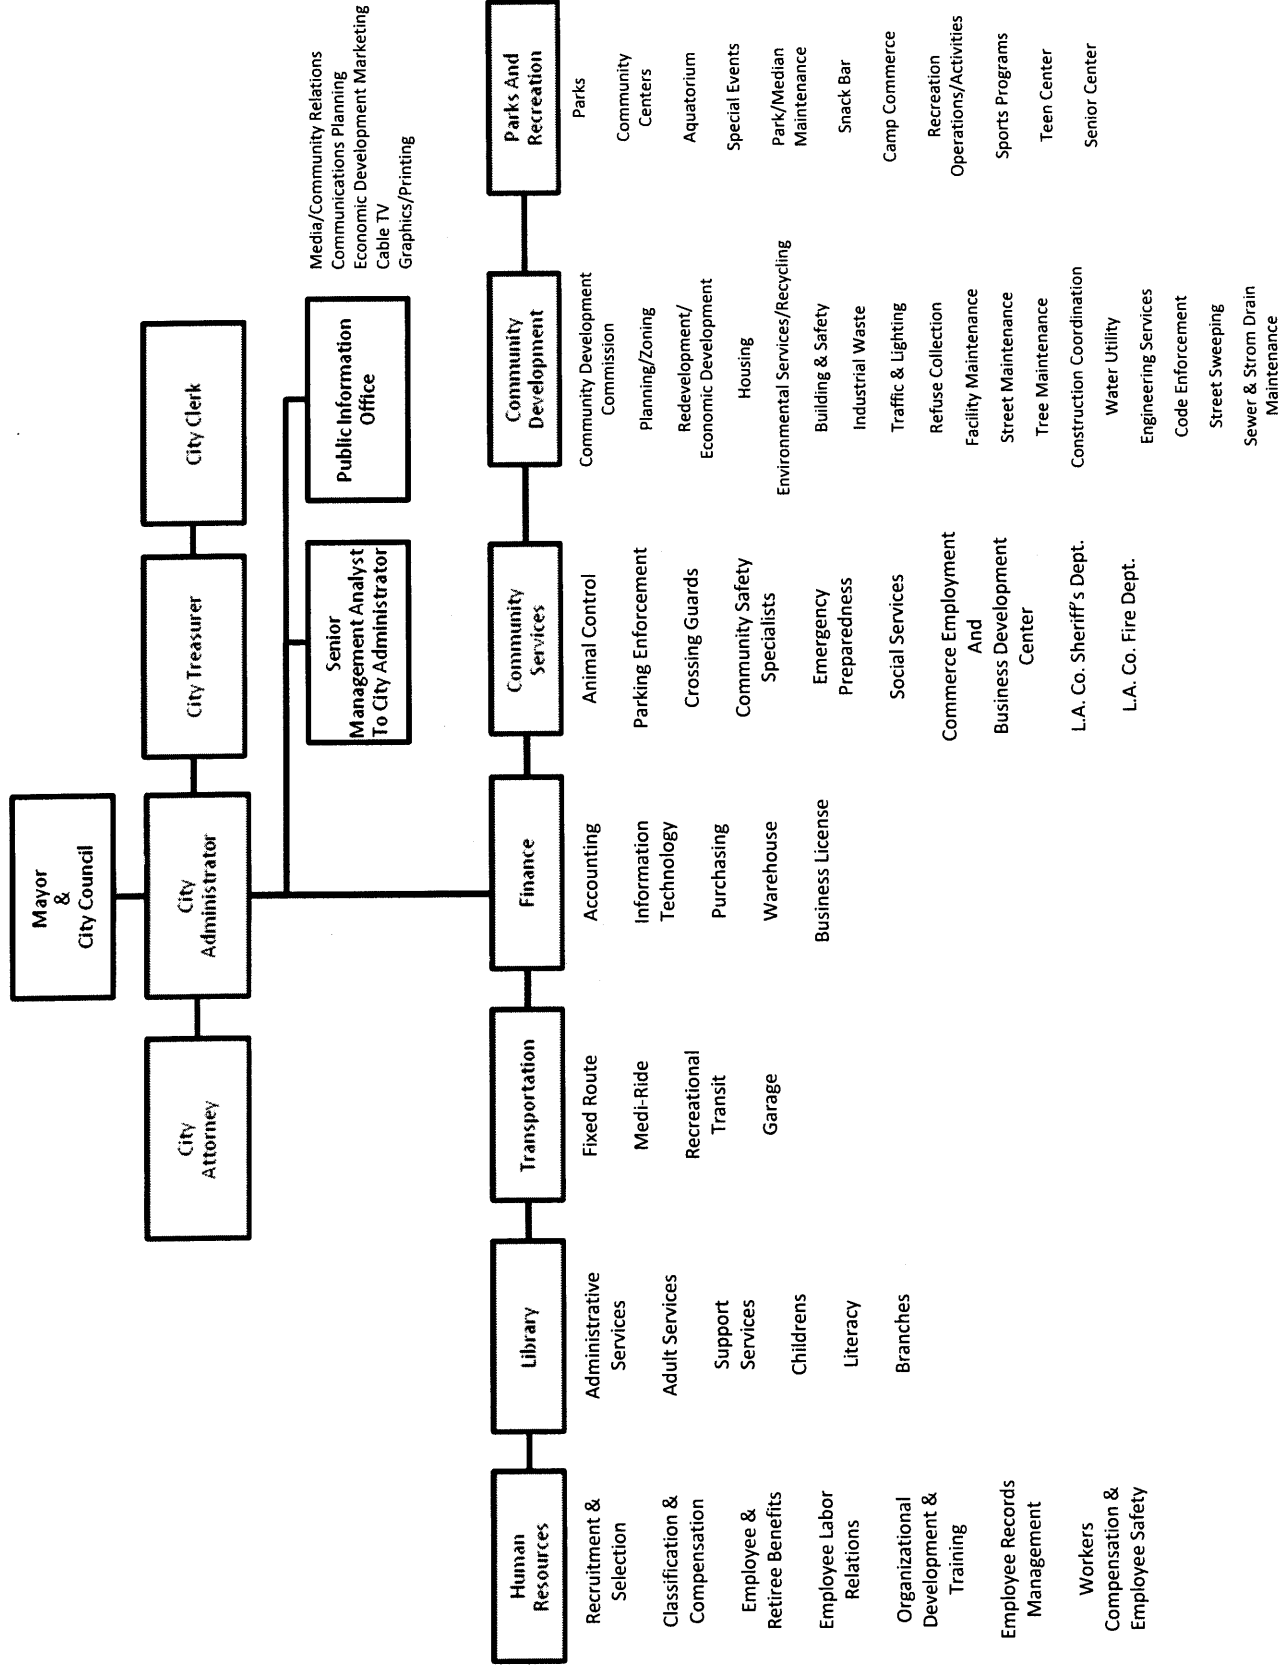 Mayor
&
City Council
City
Attorney
City
Administrator
City Treasurer
City Clerk
Senior
Management Analyst
To City Administrator
Public Information
Office
Media/Community Relations
Communications Planning
Economic Development Marketing
Cable TV
Graphics/Printing
Human
Resources
Recruitment &
Selection
Classification &
Compensation
Employee &
Retiree Benefits
Employee Labor
Relations
Organizational
Development &
Training
Employee Records
Management
Workers
Compensation &
Employee Safety
Library
Administrative
Services
Adult Services
Support
Services
Childrens
Literacy
Branches
Transportation
Fixed Route
Medi-Ride
Recreational
Transit
Garage
Finance
Accounting
Information
Technology
Purchasing
Warehouse
Business License
Community
Services
Animal Control
Parking Enforcement
Crossing Guards
Community Safety
Specialists
Emergency
Preparedness
Social Services
Commerce Employment
And
Business Development
Center
L.A. Co. Sheriff's Dept.
L.A. Co. Fire Dept.
Community
Development
Community Development
Commission
Planning/Zoning
Redevelopment/
Economic Development
Housing
Environmental Services/Recycling
Building & Safety
Industrial Waste
Traffic & Lighting
Refuse Collection
Facility Maintenance
Street Maintenance
Tree Maintenance
Construction Coordination
Water Utility
Engineering Services
Code Enforcement
Street Sweeping
Sewer & Strom Drain
Maintenance
Parks And
Recreation
Parks
Community
Centers
Aquatorium
Special Events
Park/Median
Maintenance
Snack Bar
Camp Commerce
Recreation
Operations/Activities
Sports Programs
Teen Center
Senior Center